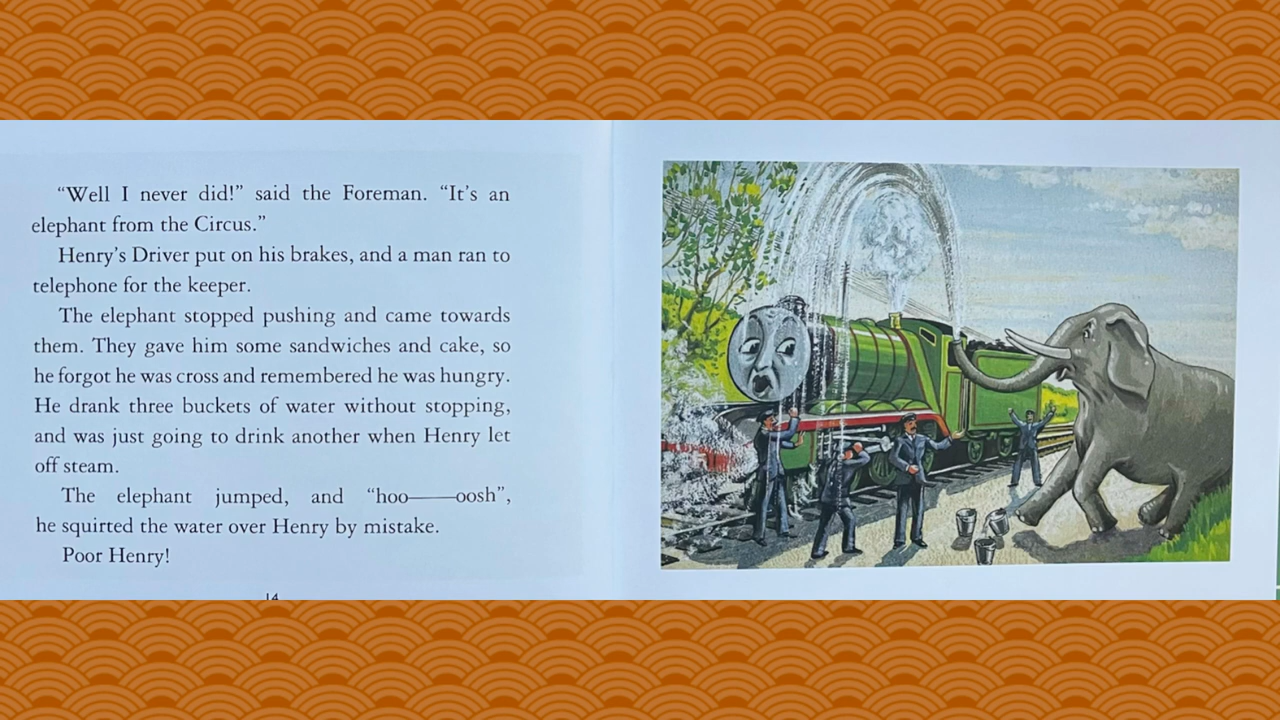 “Well I never did!” said the Foreman. “It’s an
elephant from the Circus.”
Henry’s Driver put on his brakes, and a man ran to
telephone for the keeper.
The elephant stopped pushing and came towards
them. They gave him some sandwiches and cake, so
he forgot he was cross and remembered he was hungry.
He drank three buckets of water without stopping,
and was just going to drink another when Henry let
off steam.
The elephant jumped, and “hoo——oosh”,
he squirted the water over Henry by mistake.
Poor Henry!
14